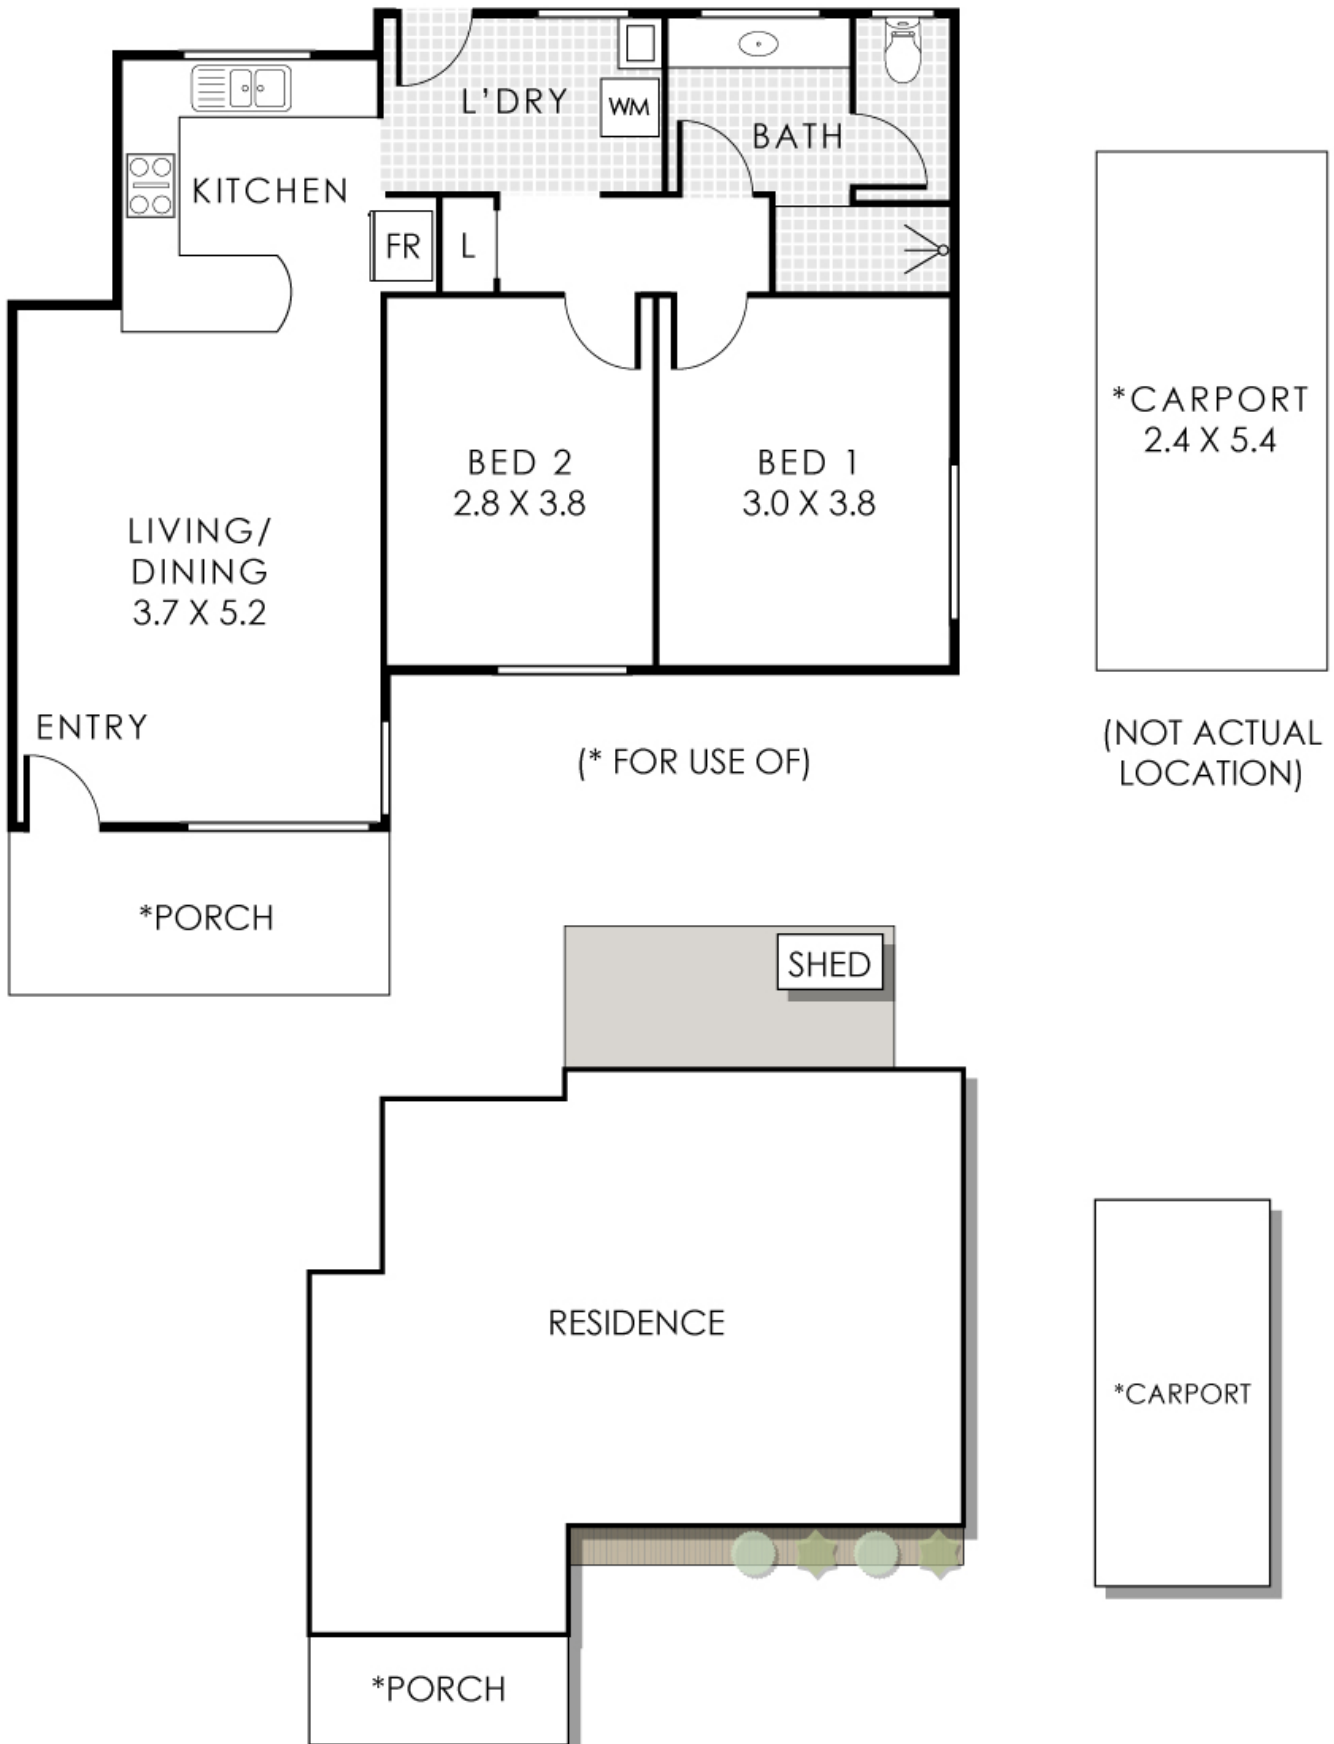 L'DRY
WM
BATH
KITCHEN
FR
L
*CARPORT
2.4 X 5.4
BED 2
2.8 X 3.8
BED 1
3.0 X 3.8
LIVING/
DINING
3.7 X 5.2
ENTRY
(* FOR USE OF)
(NOT ACTUAL
LOCATION)
*PORCH
SHED
RESIDENCE
*CARPORT
*PORCH